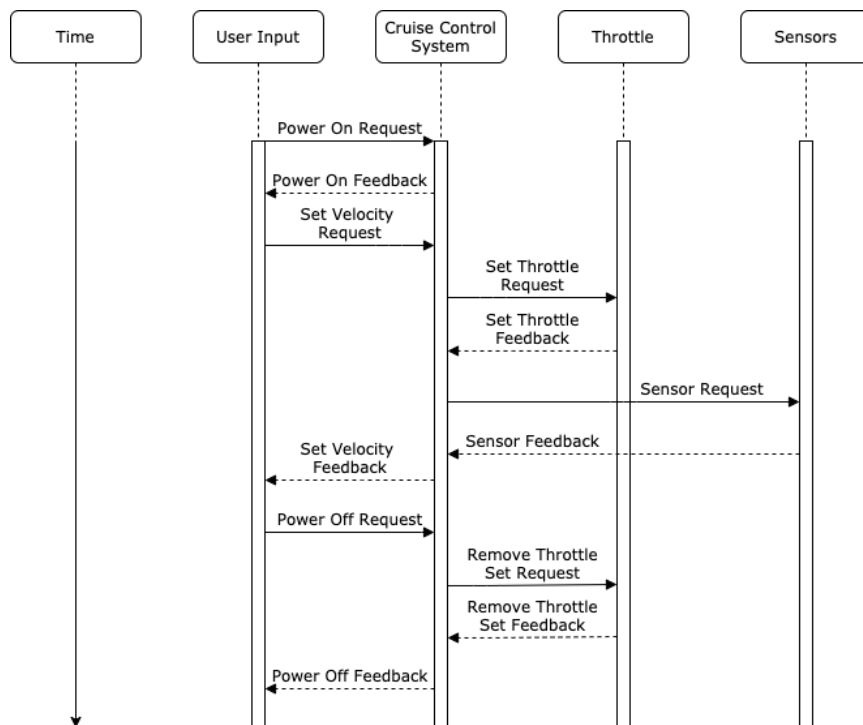 Time
User Input
Cruise Control
System
Throttle
Sensors
Power On Request
Power On Feedback
Set Velocity
Request
Set Throttle
Request
Set Throttle
Feedback
Sensor Request
Sensor Feedback
Set Velocity
Feedback
Power Off Request
Remove Throttle
Set Request
Remove Throttle
Set Feedback
Power Off Feedback